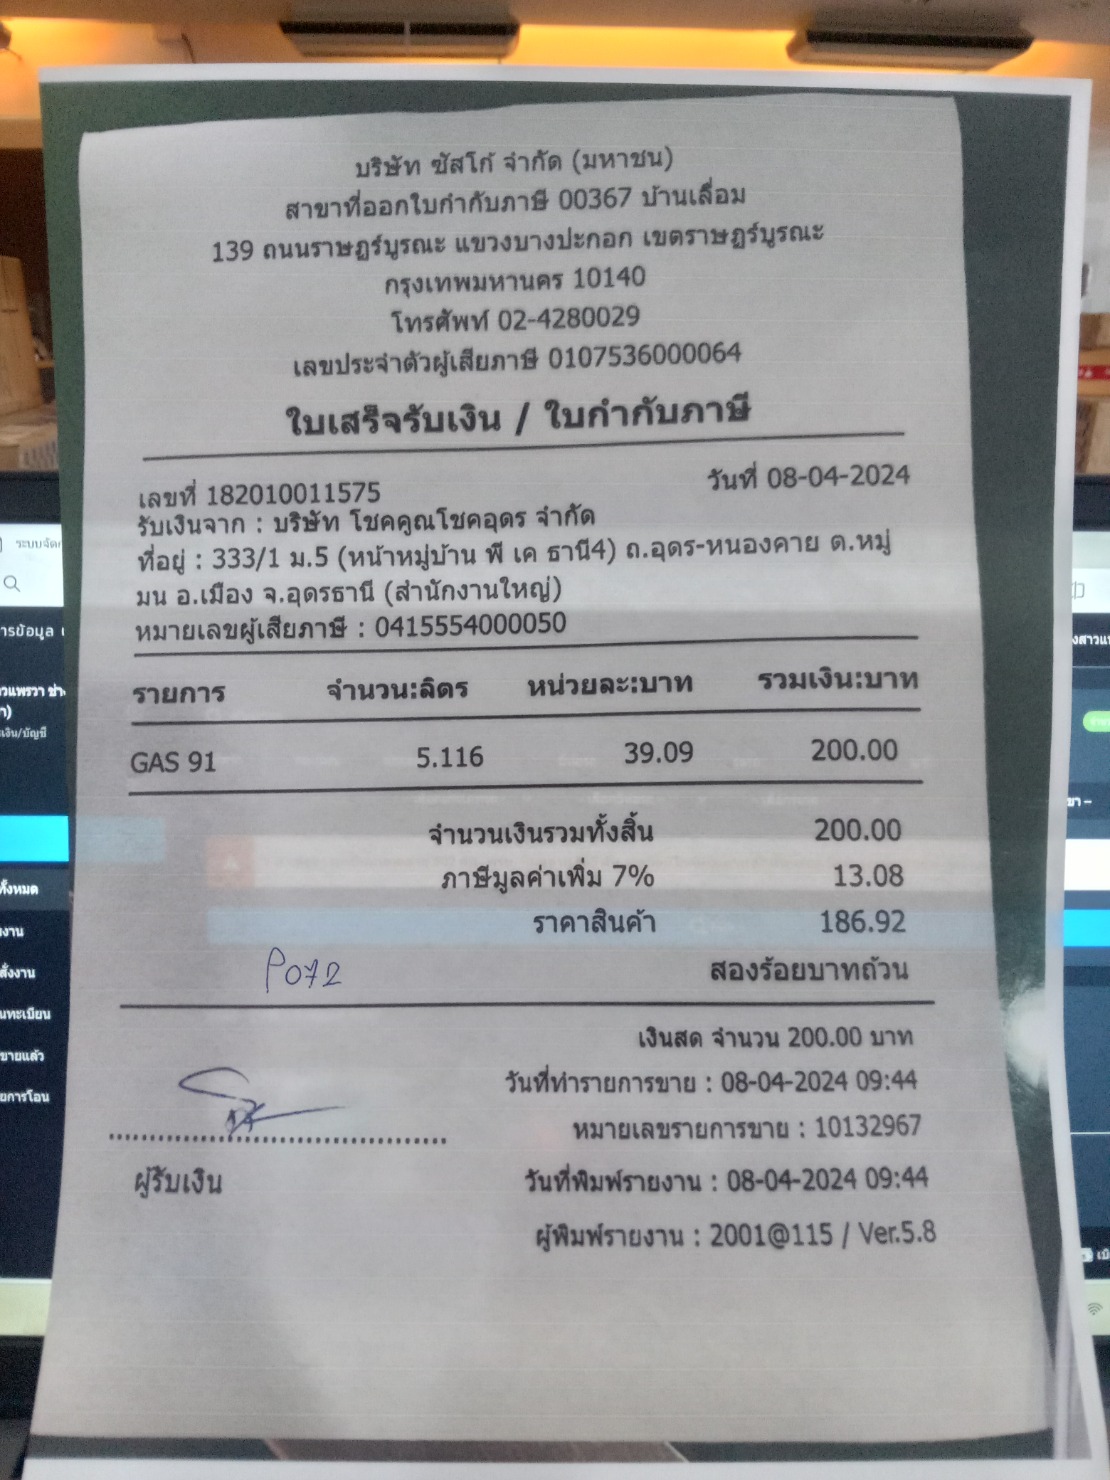 บริษัท ซัสโก้ จำกัด (มหาชน)
สาขาที่ออกใบกำกับภาษี 00367 บ้านเลื่อม
139 ถนนราษฎร์บูรณะ แขวงบางปะกอก เขตราษฎร์บูรณะ
กรุงเทพมหานคร 10140
โทรศัพท์ 02-4280029
เลขประจำตัวผู้เสียภาษี 0107536000064
ใบเสร็จรับเงิน / ใบกำกับภาษี
เลขที่ 182010011575 วันที่ 08-04-2024
รับเงินจาก : บริษัท โชคคูณโชคอุดร จำกัด
ที่อยู่ : 333/1 ม.5 (หน้าหมู่บ้าน พี เค ธานี4) ถ.อุดร-หนองคาย ต.หมู่
มน อ.เมือง จ.อุดรธานี (สำนักงานใหญ่)
หมายเลขผู้เสียภาษี : 0415554000050
รายการ จำนวน:ลิตร หน่วยละ:บาท รวมเงิน:บาท
GAS 91 5.116 39.09 200.00
จำนวนเงินรวมทั้งสิ้น 200.00
ภาษีมูลค่าเพิ่ม 7% 13.08
ราคาสินค้า 186.92
P072 สองร้อยบาทถ้วน
เงินสด จำนวน 200.00 บาท
วันที่ทำรายการขาย : 08-04-2024 09:44
หมายเลขรายการขาย : 10132967
ผู้รับเงิน วันที่พิมพ์รายงาน : 08-04-2024 09:44
ผู้พิมพ์รายงาน : 2001@115 / Ver.5.8